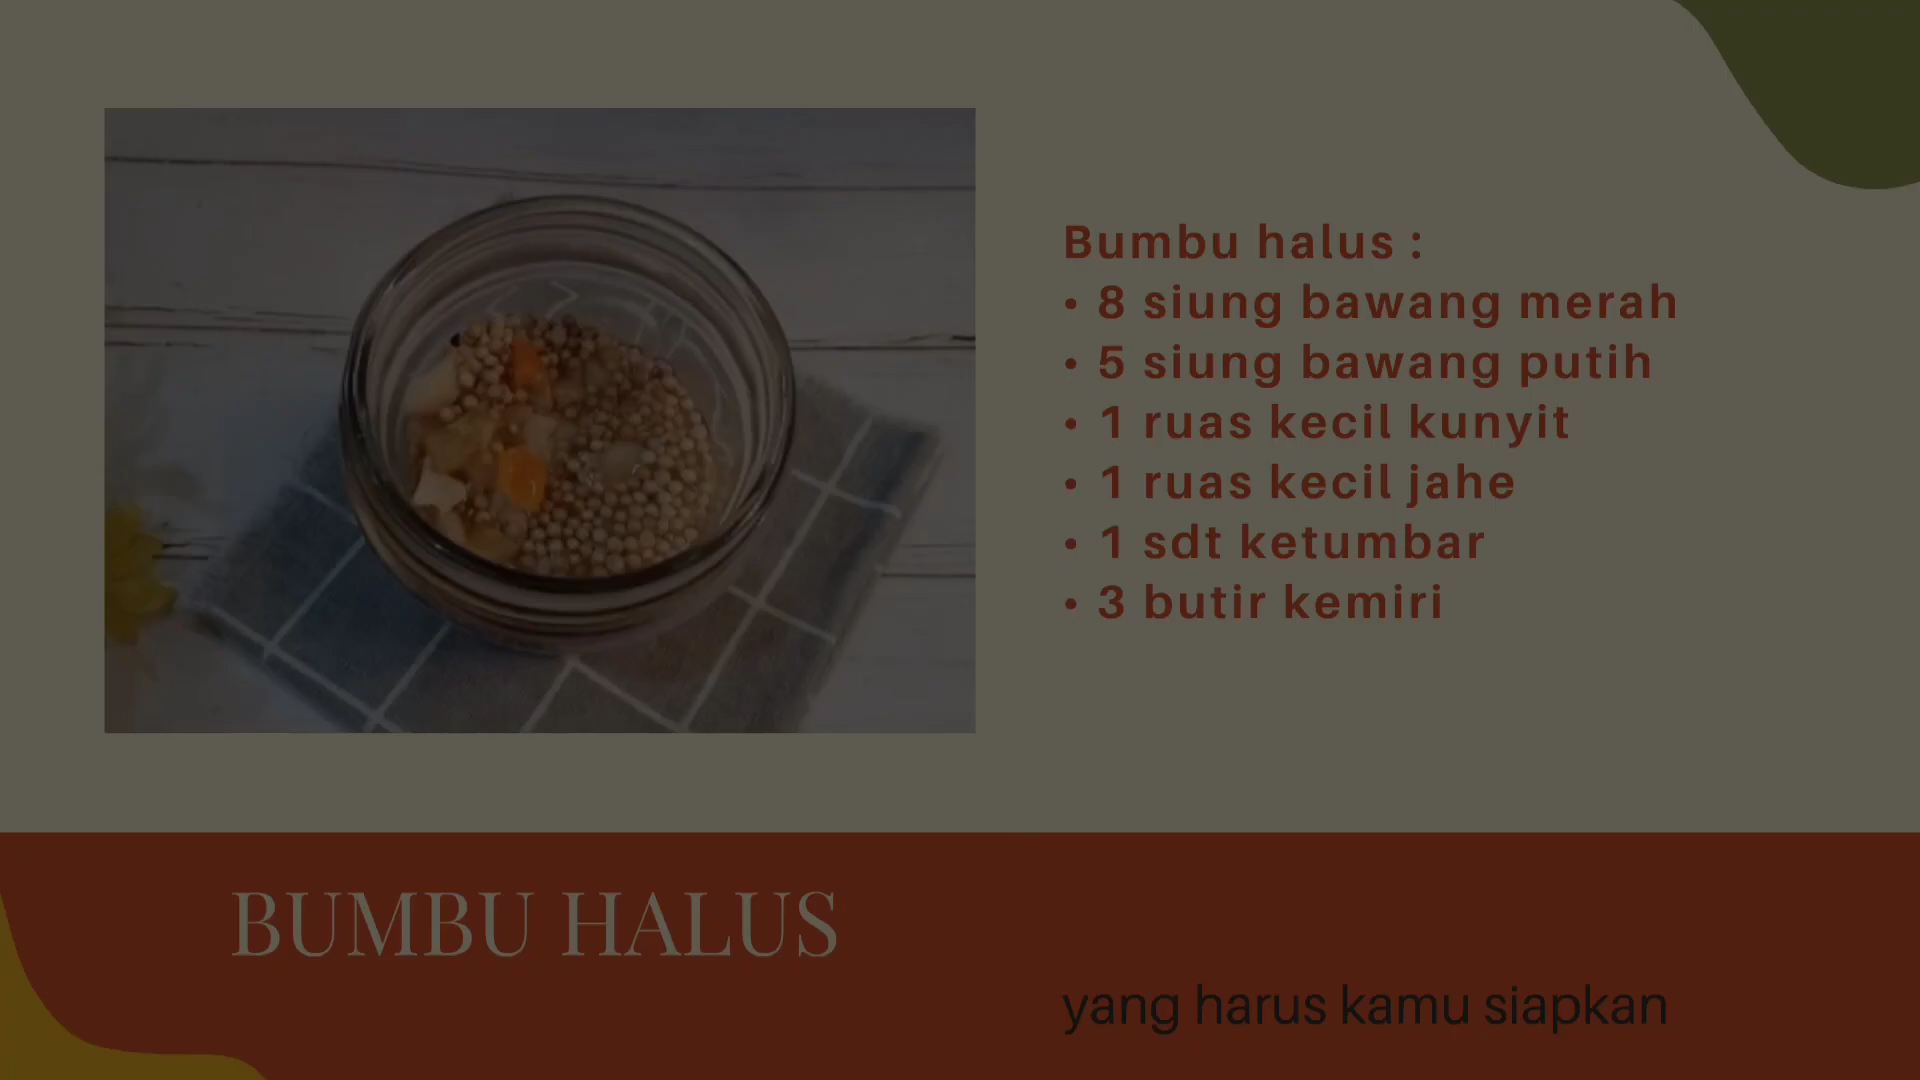 Bumbu halus :
• 8 siung bawang merah
• 5 siung bawang putih
• 1 ruas kecil kunyit
• 1 ruas kecil jahe
• 1 sdt ketumbar
• 3 butir kemiri
BUMBU HALUS
yang harus kamu siapkan